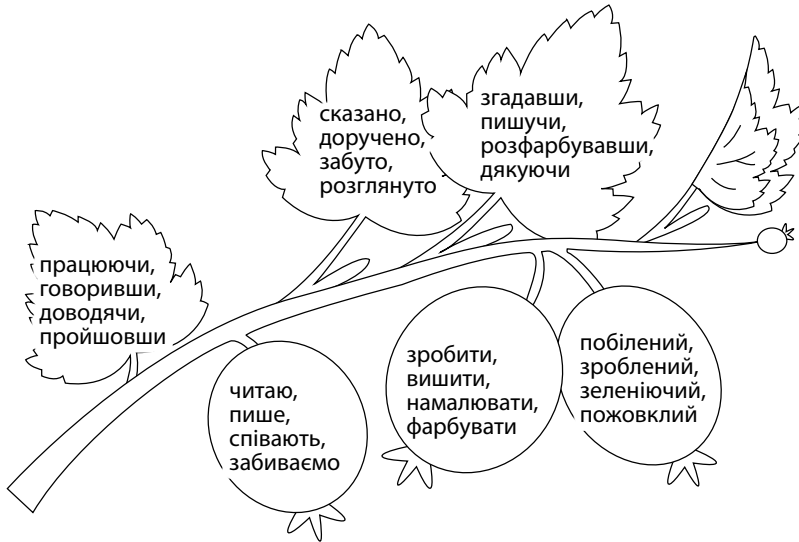 сказано,
доручено,
забуто,
розглянуто
згадавши,
пишучи,
розфарбувавши,
дякуючи
працюючи,
говоривши,
доводячи,
пройшовши
читаю,
пише,
співають,
забиваємо
зробити,
вишити,
намалювати,
фарбувати
побілений,
зроблений,
зеленіючий,
пожовклий